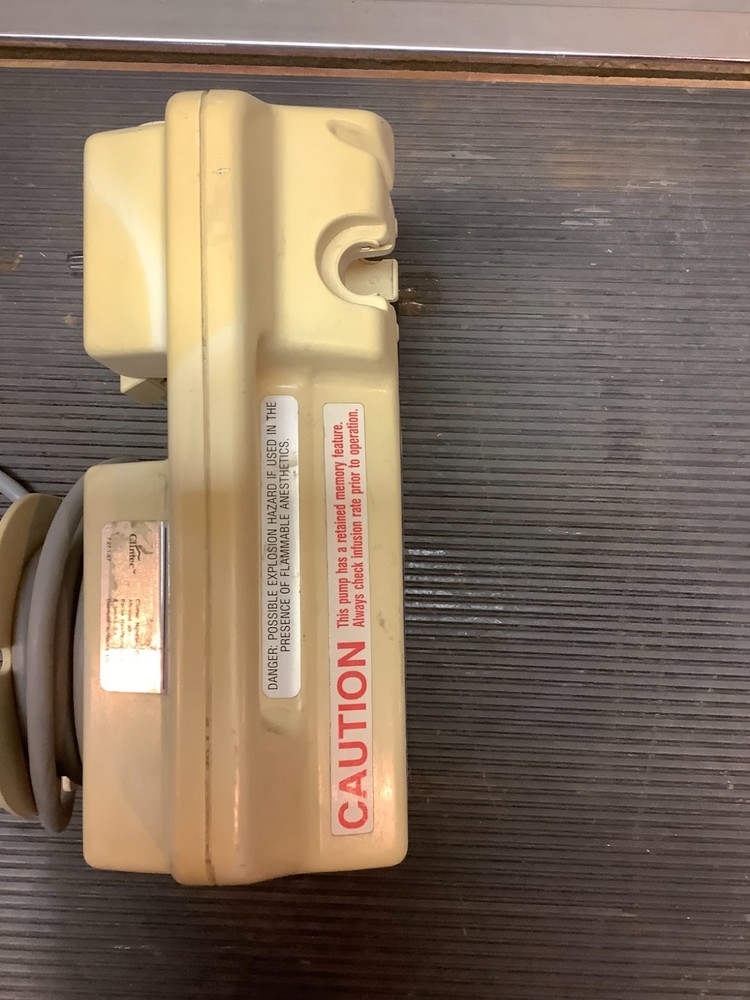 DANGER: POSSIBLE EXPLOSION HAZARD IF USED IN THE
PRESENCE OF FLAMMABLE ANESTHETICS.
CAUTION
This pump has a retained memory feature.
Always check infusion rate prior to operation.
Clintec™